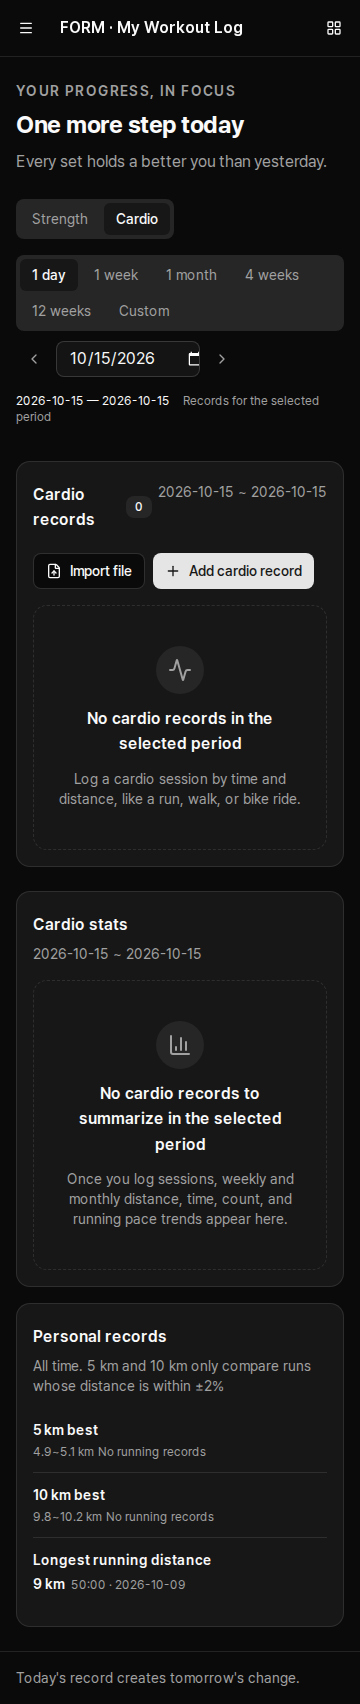 FORM · My Workout Log
YOUR PROGRESS, IN FOCUS
One more step today
Every set holds a better you than yesterday.
Strength Cardio
1 day 1 week 1 month 4 weeks
12 weeks Custom
10/15/2026
2026-10-15 — 2026-10-15 Records for the selected
period
Cardio
records
0
2026-10-15 ~ 2026-10-15
Import file Add cardio record
No cardio records in the
selected period
Log a cardio session by time and
distance, like a run, walk, or bike ride.
Cardio stats
2026-10-15 ~ 2026-10-15
No cardio records to
summarize in the selected
period
Once you log sessions, weekly and
monthly distance, time, count, and
running pace trends appear here.
Personal records
All time. 5 km and 10 km only compare runs
whose distance is within ±2%
5 km best
4.9–5.1 km No running records
10 km best
9.8–10.2 km No running records
Longest running distance
9 km 50:00 · 2026-10-09
Today's record creates tomorrow's change.